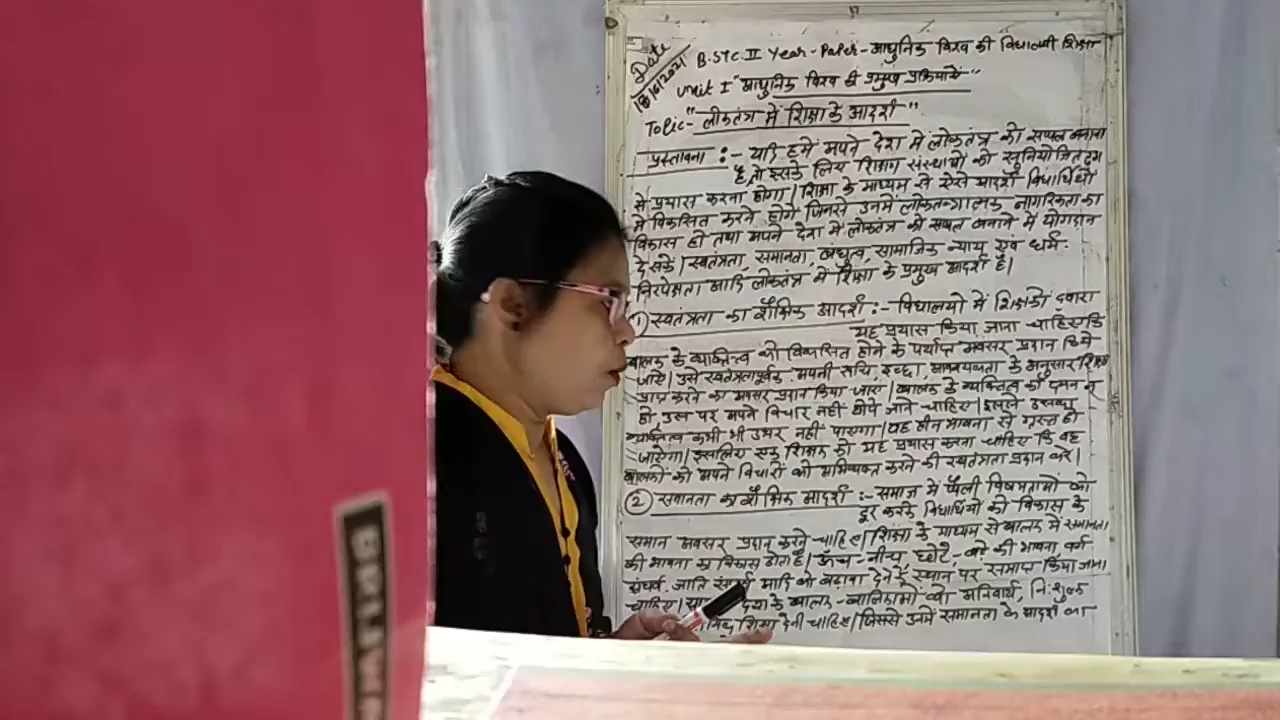 Date
18/6/2021
B.STC. II Year - Paper - आधुनिक विश्व की विद्यालयी शिक्षा
Unit I "आधुनिक विश्व की प्रमुख प्रक्रियायें"
Topic - "लोकतंत्र में शिक्षा के आदर्श"
प्रस्तावना :- यदि हमें अपने देश में लोकतंत्र को सफल बनाना
है, तो इसके लिए शिक्षण संस्थाओं को सुनियोजित ढंग
से प्रयास करना होगा। शिक्षा के माध्यम से ऐसे आदर्श विद्यार्थियों
में विकसित करने होंगे जिनसे उनमें लोकतन्त्रात्मक नागरिकता का
विकास हो तथा अपने देश में लोकतंत्र को सफल बनाने में योगदान
दे सकें। स्वतंत्रता, समानता, बंधुत्व, सामाजिक न्याय एवं धर्म-
निरपेक्षता आदि लोकतंत्र में शिक्षा के प्रमुख आदर्श हैं।
① स्वतंत्रता का शैक्षिक आदर्श :- विद्यालयों में शिक्षकों द्वारा
यह प्रयास किया जाना चाहिए कि
बालक के व्यक्तित्व को विकसित होने के पर्याप्त अवसर प्रदान किये
जाएं। उसे स्वतंत्रतापूर्वक अपनी रूचि, इच्छा, आवश्यकता के अनुसार शिक्षा
प्राप्त करने का अवसर प्रदान किया जाए। बालक के व्यक्तित्व का दमन न
हो, उस पर अपने विचार नहीं थोपे जाने चाहिए। इससे उसका
व्यक्तित्व कभी भी उभर नहीं पाएगा। वह हीन भावना से ग्रस्त हो
जाएगा। इसलिए एक शिक्षक को यह प्रयास करना चाहिए कि वह
बालकों को अपने विचारों को अभिव्यक्त करने की स्वतंत्रता प्रदान करें।
② समानता का शैक्षिक आदर्श :- समाज में फैली विषमताओं को
दूर करके विद्यार्थियों को विकास के
समान अवसर प्रदान करने चाहिए। शिक्षा के माध्यम से बालक में समानता
की भावना का विकास होता है। ऊँच-नीच, छोटे-बड़े की भावना वर्ग
संघर्ष, जाति संघर्ष आदि को बढ़ावा देने के स्थान पर समाप्त किया जाना
चाहिए। देश के बालक-बालिकाओं को अनिवार्य, निःशुल्क
शिक्षा देनी चाहिए। जिससे उनमें समानता के आदर्श का